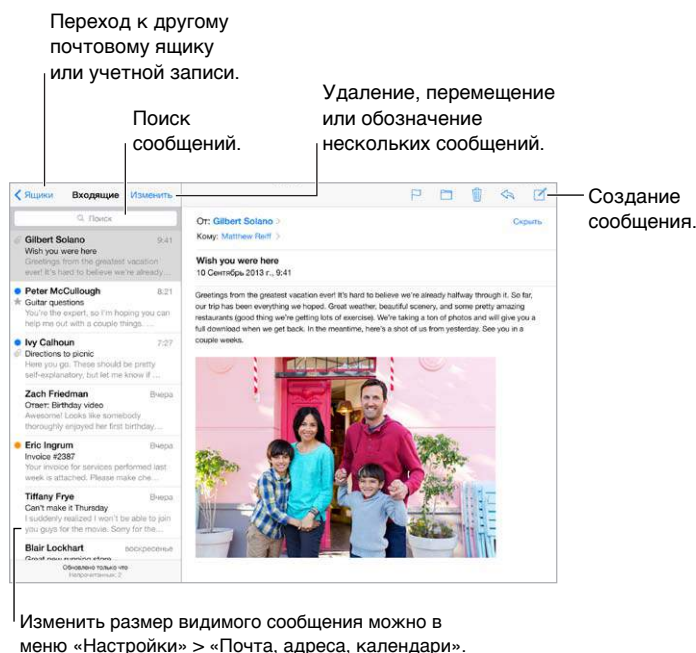 Переход к другому
почтовому ящику
или учетной записи.
Удаление, перемещение
или обозначение
нескольких сообщений.
Поиск
сообщений.
Ящики Входящие Изменить
Создание
сообщения.
Поиск
Gilbert Solano 9:41
Wish you were here
Greetings from the greatest vacation
ever! It's hard to believe we're already...
Peter McCullough 8:21
Guitar questions
You're the expert, so I'm hoping you can
help me out with a couple things. ...
Ivy Calhoun 7:27
Directions to picnic
Here you go. These should be pretty
self-explanatory, but let me know if ...
Zach Friedman Вчера
Ответ: Birthday video
Awesome! Looks like somebody
thoroughly enjoyed her first birthday....
Eric Ingrum Вчера
Invoice #2387
Your invoice for services performed last
week is attached. Please make che...
Tiffany Frye Вчера
Can't make it Thursday
I suddenly realized I won't be able to join
you guys for the movie. Sorry for the...
Blair Lockhart воскресенье
Great new running store
Обновлено только что
Непрочитанных: 2
От: Gilbert Solano Скрыть
Кому: Matthew Reiff
Wish you were here
10 Сентябрь 2013 г., 9:41
Greetings from the greatest vacation ever! It's hard to believe we're already halfway through it. So far,
our trip has been everything we hoped. Great weather, beautiful scenery, and some pretty amazing
restaurants (good thing we're getting lots of exercise). We're taking a ton of photos and will give you a
full download when we get back. In the meantime, here's a shot of us from yesterday. See you in a
couple weeks.
Изменить размер видимого сообщения можно в
меню «Настройки» > «Почта, адреса, календари».